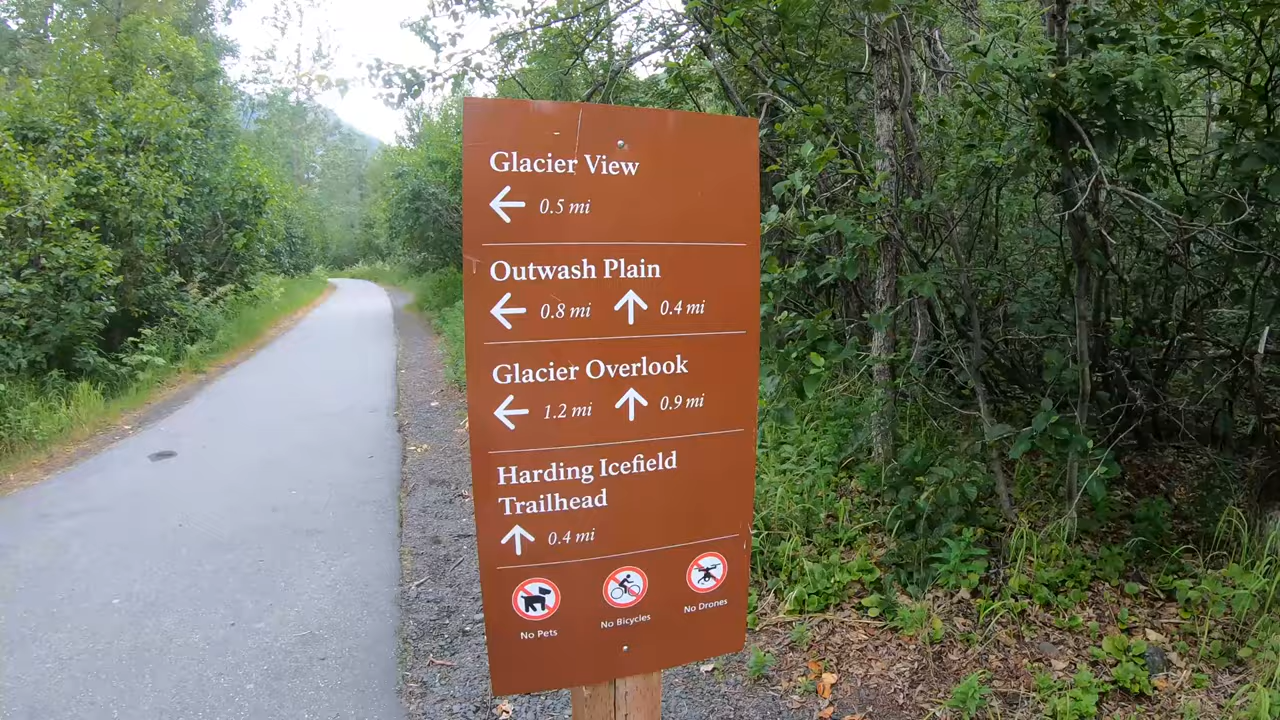 Glacier View
← 0.5 mi
Outwash Plain
← 0.8 mi ↑ 0.4 mi
Glacier Overlook
← 1.2 mi ↑ 0.9 mi
Harding Icefield
Trailhead
↑ 0.4 mi
No Pets No Bicycles No Drones